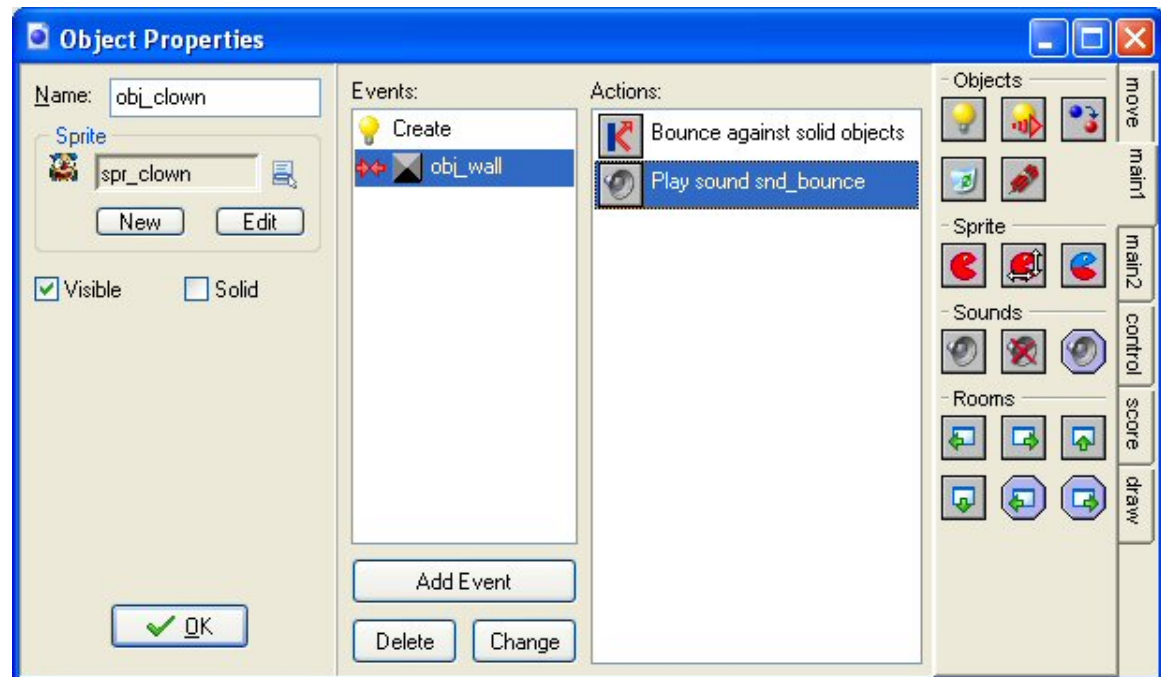 Object Properties
Name: obj_clown
Sprite
spr_clown
New Edit
Visible Solid
OK
Events:
Create
obj_wall
Add Event
Delete Change
Actions:
Bounce against solid objects
Play sound snd_bounce
Objects
Sprite
Sounds
Rooms
move
main1
main2
control
score
draw